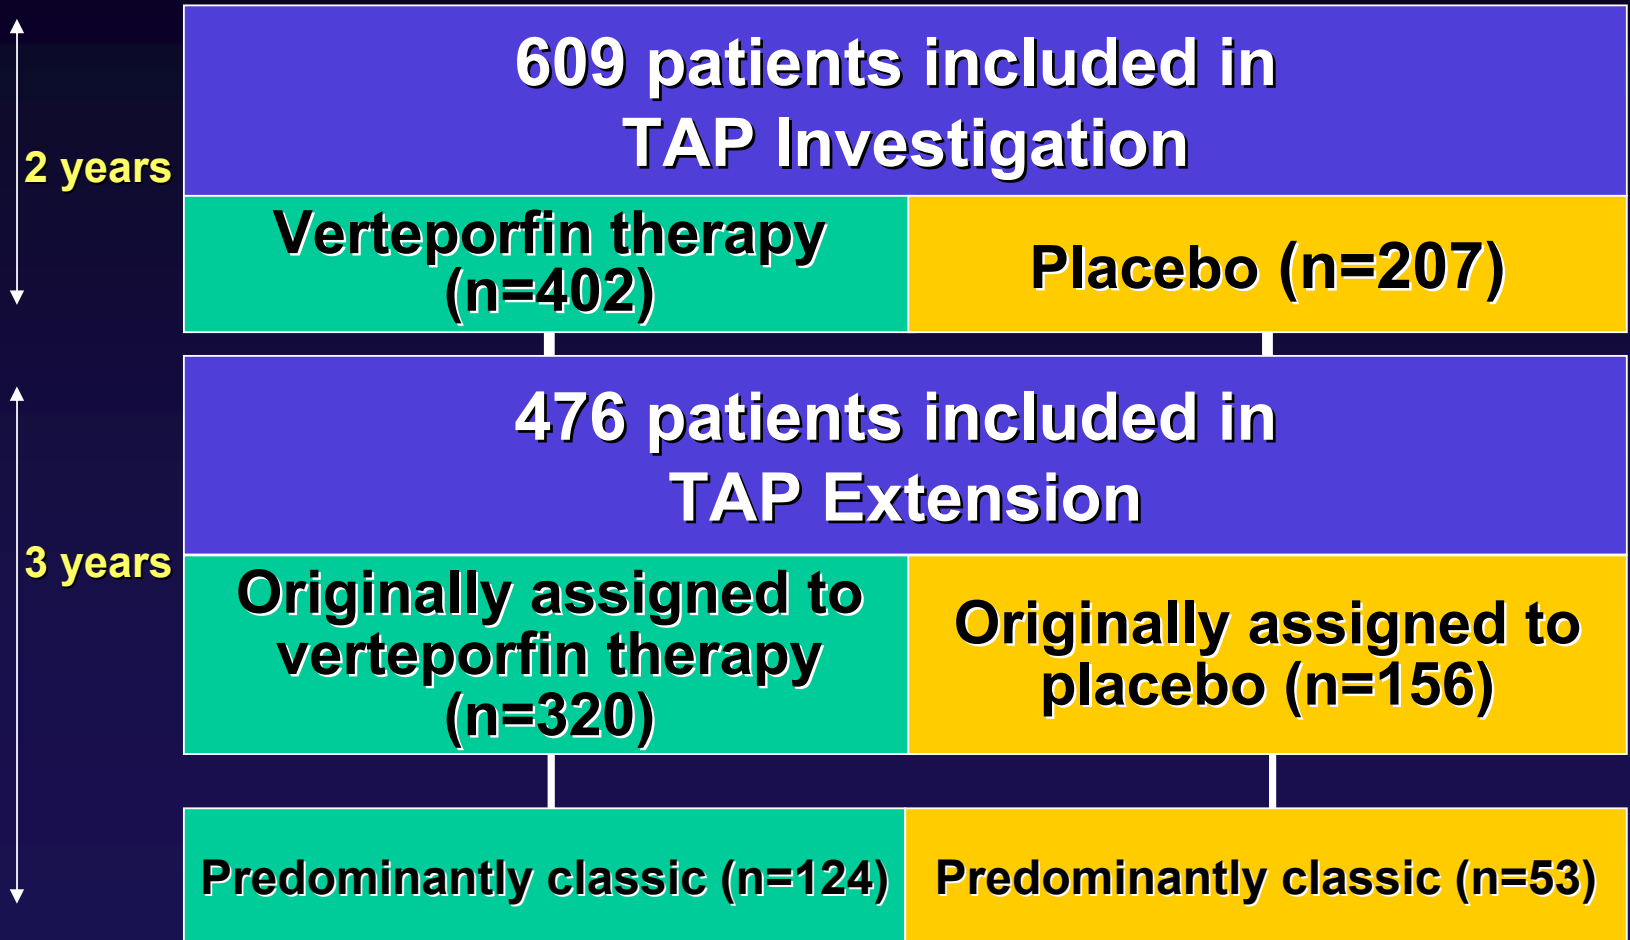 609 patients included in
TAP Investigation
2 years
Verteporfin therapy
(n=402)
Placebo (n=207)
476 patients included in
TAP Extension
3 years
Originally assigned to
verteporfin therapy
(n=320)
Originally assigned to
placebo (n=156)
Predominantly classic (n=124)
Predominantly classic (n=53)